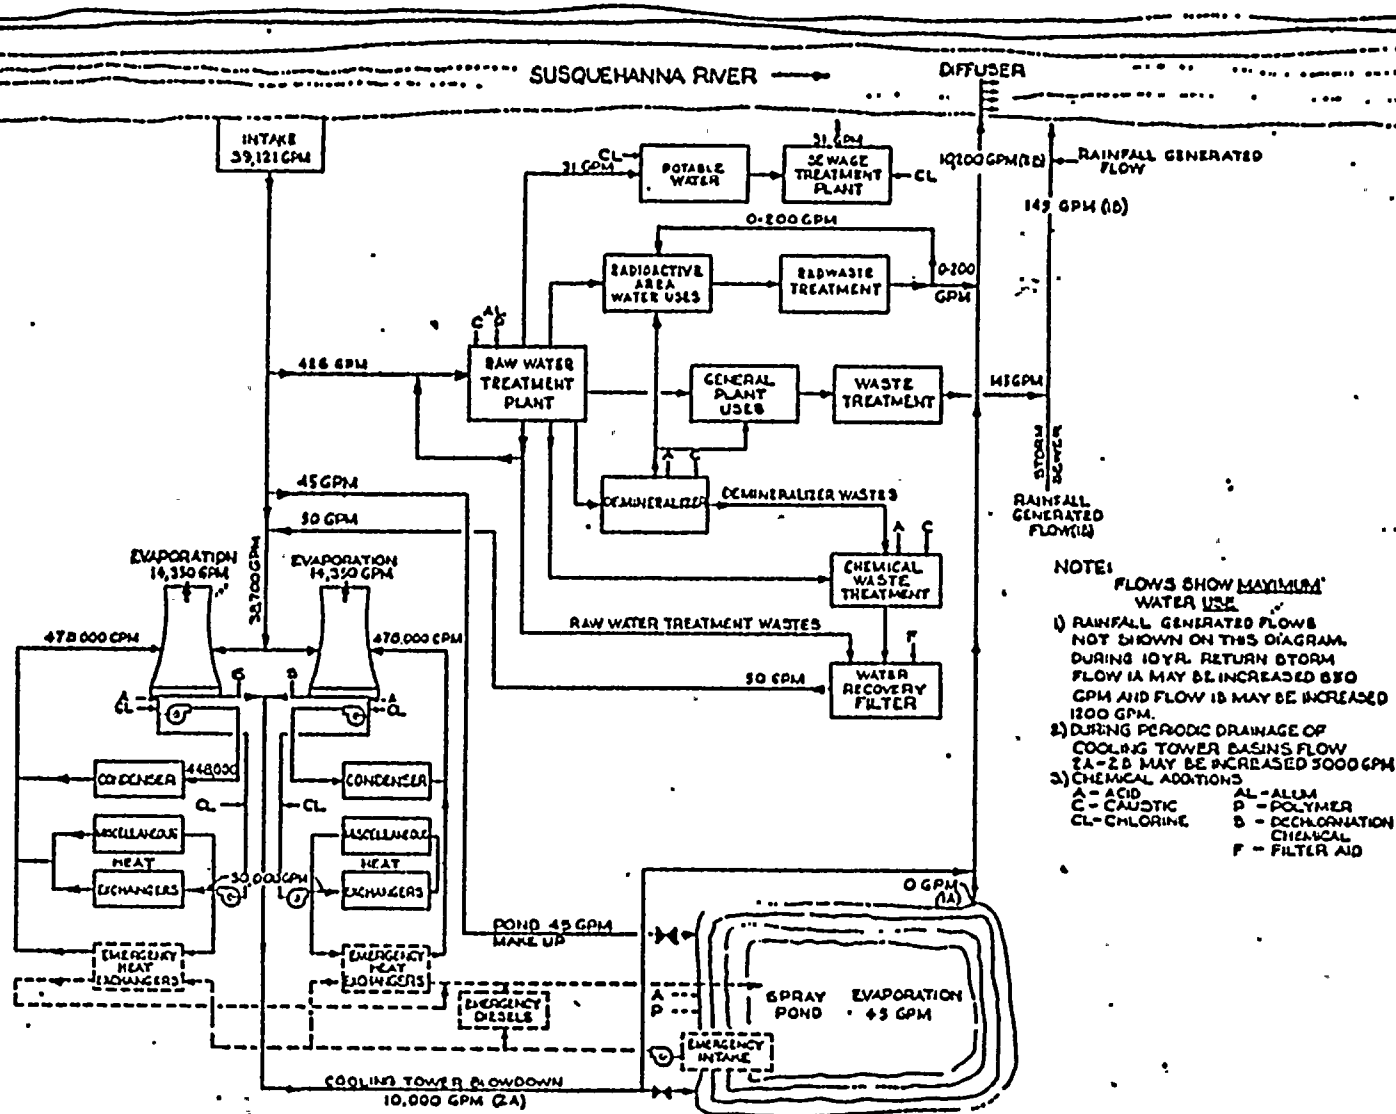 SUSQUEHANNA RIVER
DIFFUSER
INTAKE
39,121 GPM
CL
31 GPM
POTABLE
WATER
31 GPM
SEWAGE
TREATMENT
PLANT
CL
10,200 GPM (2B)
RAINFALL GENERATED
FLOW
145 GPM (1B)
0-200 GPM
RADIOACTIVE
AREA
WATER USES
RADWASTE
TREATMENT
0-200
GPM
C
AL
P
426 GPM
RAW WATER
TREATMENT
PLANT
GENERAL
PLANT
USES
WASTE
TREATMENT
145 GPM
STORM
SEWER
RAINFALL
GENERATED
FLOW
45 GPM
A
C
DEMINERALIZER
DEMINERALIZER WASTES
50 GPM
A
C
CHEMICAL
WASTE
TREATMENT
EVAPORATION
14,350 GPM
EVAPORATION
14,350 GPM
38,700 GPM
RAW WATER TREATMENT WASTES
F
50 GPM
WATER
RECOVERY
FILTER
478,000 GPM
478,000 GPM
B
B
A
CL
A
CL
CONDENSER
448,000
CONDENSER
CL
CL
MISCELLANEOUS
HEAT
EXCHANGERS
30,000 GPM
MISCELLANEOUS
HEAT
EXCHANGERS
EMERGENCY
HEAT
EXCHANGERS
EMERGENCY
HEAT
EXCHANGERS
EMERGENCY
DIESELS
POND 45 GPM
MAKE UP
0 GPM
(1A)
A
P
SPRAY
POND
EVAPORATION
45 GPM
EMERGENCY
INTAKE
COOLING TOWER BLOWDOWN
10,000 GPM (2A)
NOTE:
FLOWS SHOW MAXIMUM
WATER USE
1) RAINFALL GENERATED FLOWS
NOT SHOWN ON THIS DIAGRAM.
DURING 10 YR. RETURN STORM
FLOW 1A MAY BE INCREASED
GPM AND FLOW 1B MAY BE INCREASED
1200 GPM.
2) DURING PERIODIC DRAINAGE OF
COOLING TOWER BASINS FLOW
2A-2B MAY BE INCREASED 3000 GPM
3) CHEMICAL ADDITIONS
A - ACID
C - CAUSTIC
CL - CHLORINE
AL - ALUM
P - POLYMER
B - DECHLORNATION
CHEMICAL
F - FILTER AID